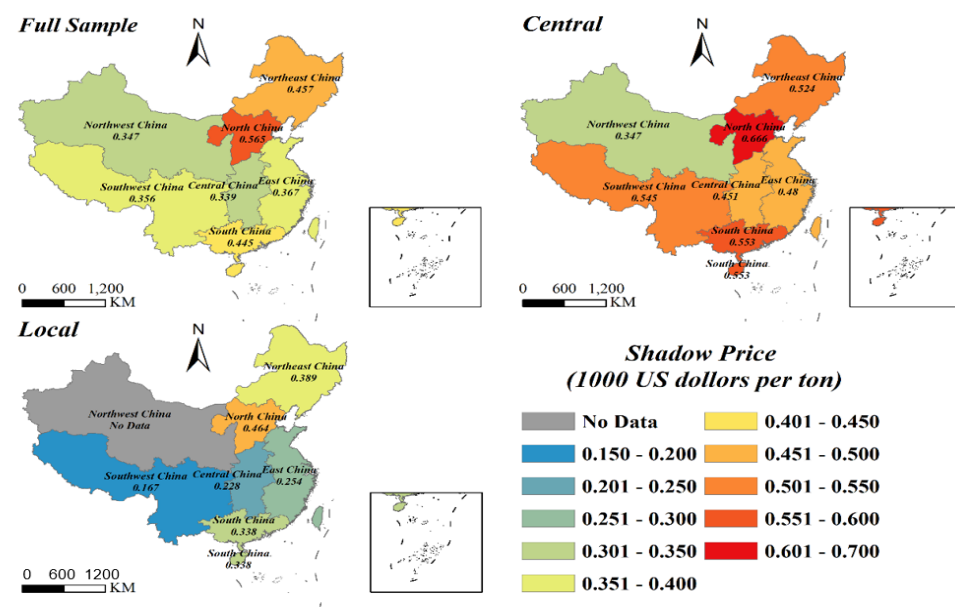 Full Sample
N
Northeast China
0.457
Northwest China
0.347
North China
0.565
Southwest China
0.356
Central China
0.339
East China
0.367
South China
0.445
0 600 1,200
KM
Central
N
Northeast China
0.524
Northwest China
0.347
North China
0.666
Southwest China
0.545
Central China
0.451
East China
0.48
South China
0.553
South China
0.553
0 600 1,200
KM
Local
N
Northeast China
0.389
Northwest China
No Data
North China
0.464
Southwest China
0.167
Central China
0.228
East China
0.254
South China
0.338
South China
0.338
0 600 1200
KM
Shadow Price
(1000 US dollors per ton)
No Data
0.150 - 0.200
0.201 - 0.250
0.251 - 0.300
0.301 - 0.350
0.351 - 0.400
0.401 - 0.450
0.451 - 0.500
0.501 - 0.550
0.551 - 0.600
0.601 - 0.700